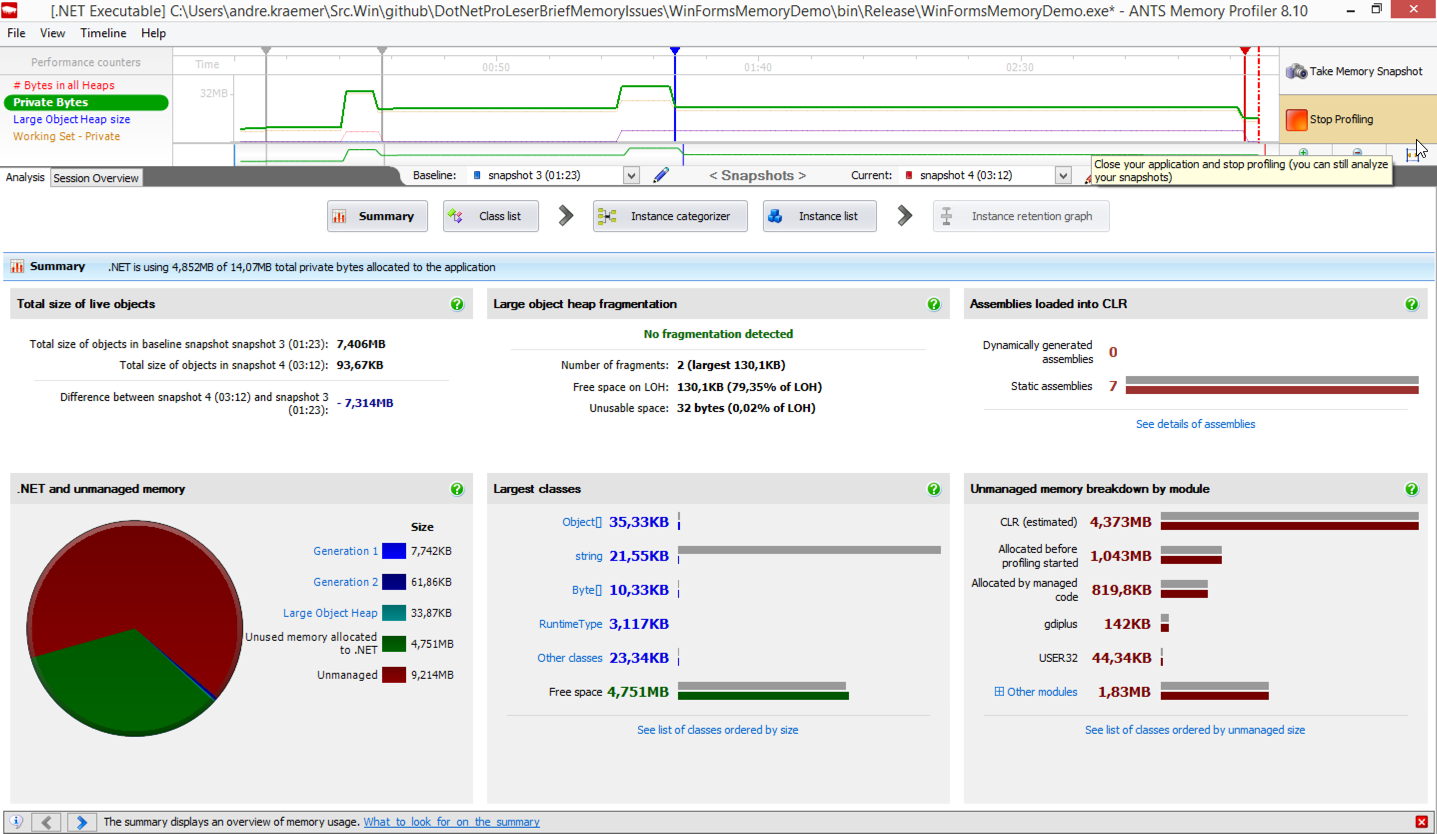 [.NET Executable] C:\Users\andre.kraemer\Src.Win\github\DotNetProLeserBriefMemoryIssues\WinFormsMemoryDemo\bin\Release\WinFormsMemoryDemo.exe* - ANTS Memory Profiler 8.10
File View Timeline Help
Performance counters
# Bytes in all Heaps
Private Bytes
Large Object Heap size
Working Set - Private
Time 00:50 01:40 02:30
32MB
Take Memory Snapshot
Stop Profiling
Close your application and stop profiling (you can still analyze
your snapshots)
Analysis Session Overview
Baseline: snapshot 3 (01:23) < Snapshots > Current: snapshot 4 (03:12)
Summary Class list Instance categorizer Instance list Instance retention graph
Summary .NET is using 4,852MB of 14,07MB total private bytes allocated to the application
Total size of live objects
Total size of objects in baseline snapshot snapshot 3 (01:23): 7,406MB
Total size of objects in snapshot 4 (03:12): 93,67KB
Difference between snapshot 4 (03:12) and snapshot 3
(01:23): - 7,314MB
Large object heap fragmentation
No fragmentation detected
Number of fragments: 2 (largest 130,1KB)
Free space on LOH: 130,1KB (79,35% of LOH)
Unusable space: 32 bytes (0,02% of LOH)
Assemblies loaded into CLR
Dynamically generated
assemblies 0
Static assemblies 7
See details of assemblies
.NET and unmanaged memory
Size
Generation 1 7,742KB
Generation 2 61,86KB
Large Object Heap 33,87KB
Unused memory allocated
to .NET 4,751MB
Unmanaged 9,214MB
Largest classes
Object[] 35,33KB
string 21,55KB
Byte[] 10,33KB
RuntimeType 3,117KB
Other classes 23,34KB
Free space 4,751MB
See list of classes ordered by size
Unmanaged memory breakdown by module
CLR (estimated) 4,373MB
Allocated before
profiling started 1,043MB
Allocated by managed
code 819,8KB
gdiplus 142KB
USER32 44,34KB
Other modules 1,83MB
See list of classes ordered by unmanaged size
The summary displays an overview of memory usage. What to look for on the summary